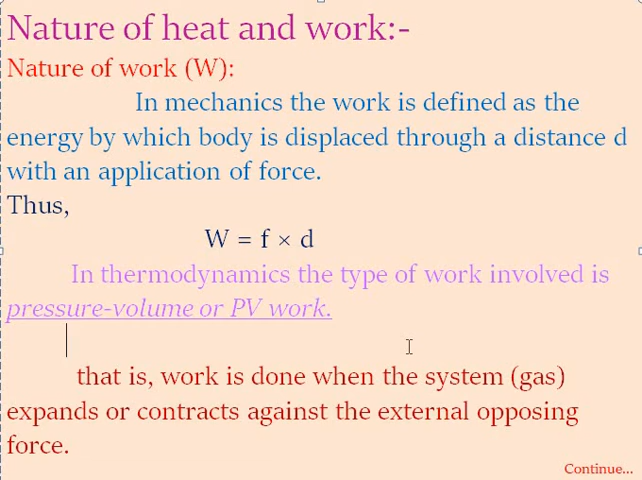 Nature of heat and work:-
Nature of work (W):
In mechanics the work is defined as the
energy by which body is displaced through a distance d
with an application of force.
Thus,
W = f × d
In thermodynamics the type of work involved is
pressure-volume or PV work.
that is, work is done when the system (gas)
expands or contracts against the external opposing
force.
Continue...